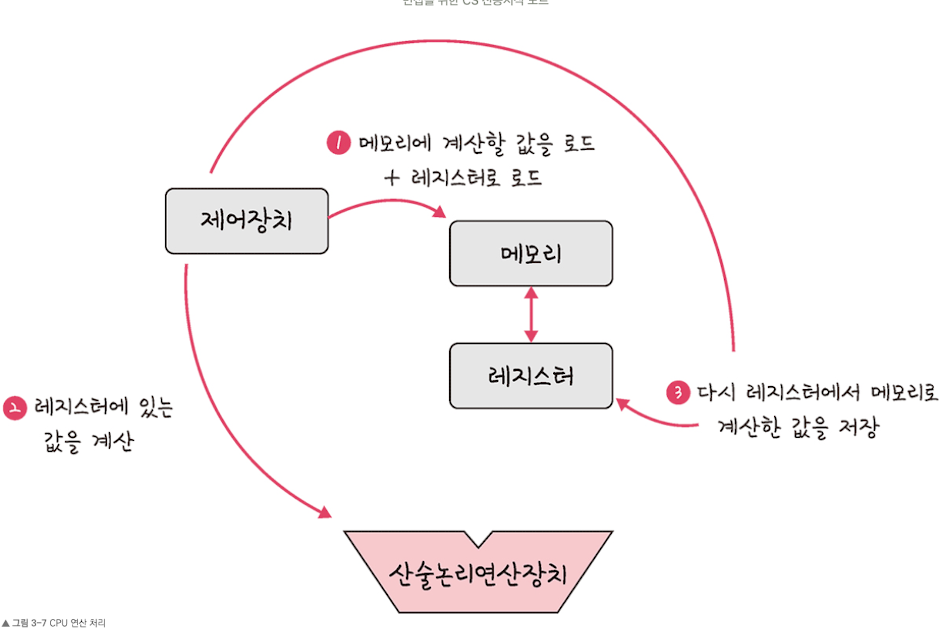 면접을 위한 CS 전공지식 노트
1 메모리에 계산할 값을 로드
+ 레지스터로 로드
제어장치
메모리
레지스터
2 레지스터에 있는
값을 계산
3 다시 레지스터에서 메모리로
계산한 값을 저장
산술논리연산장치
▲ 그림 3-7 CPU 연산 처리